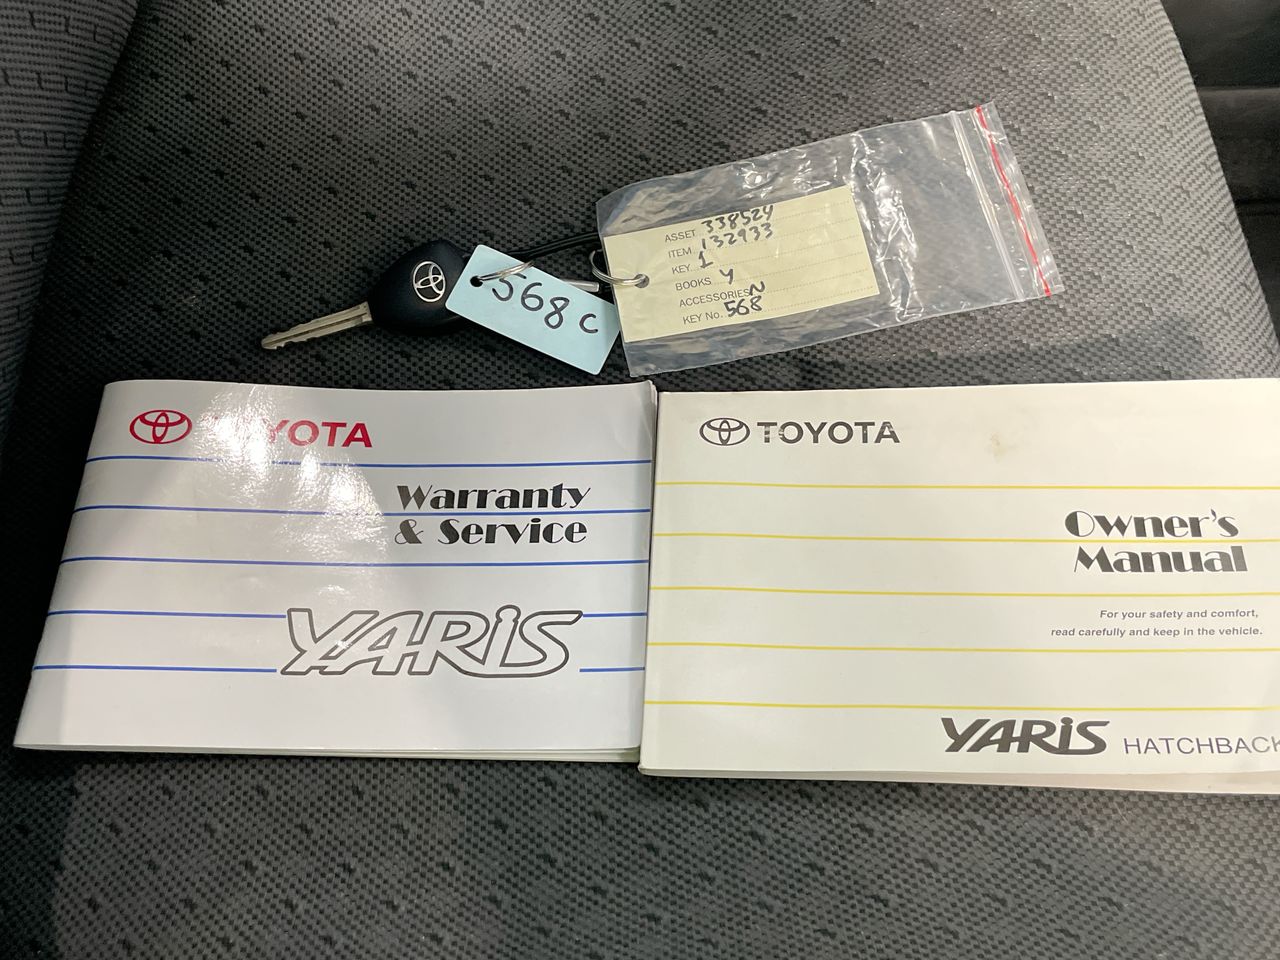 ASSET 338524
ITEM 132933
KEY 1
BOOKS Y
ACCESSORIES N
KEY No. 568
568 C
TOYOTA
Warranty
& Service
YARIS
TOYOTA
Owner's
Manual
For your safety and comfort,
read carefully and keep in the vehicle.
YARIS HATCHBACK